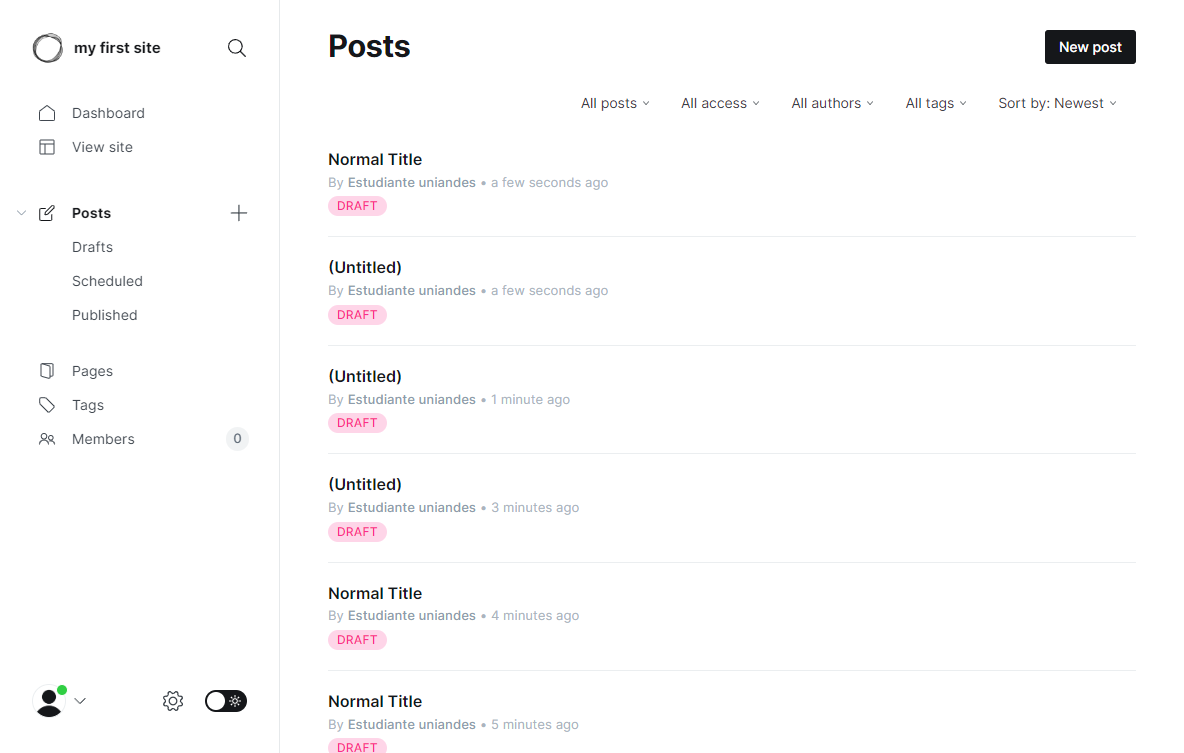 my first site
Dashboard
View site
Posts
Drafts
Scheduled
Published
Pages
Tags
Members 0
Posts
New post
All posts All access All authors All tags Sort by: Newest
Normal Title
By Estudiante uniandes • a few seconds ago
DRAFT
(Untitled)
By Estudiante uniandes • a few seconds ago
DRAFT
(Untitled)
By Estudiante uniandes • 1 minute ago
DRAFT
(Untitled)
By Estudiante uniandes • 3 minutes ago
DRAFT
Normal Title
By Estudiante uniandes • 4 minutes ago
DRAFT
Normal Title
By Estudiante uniandes • 5 minutes ago
DRAFT